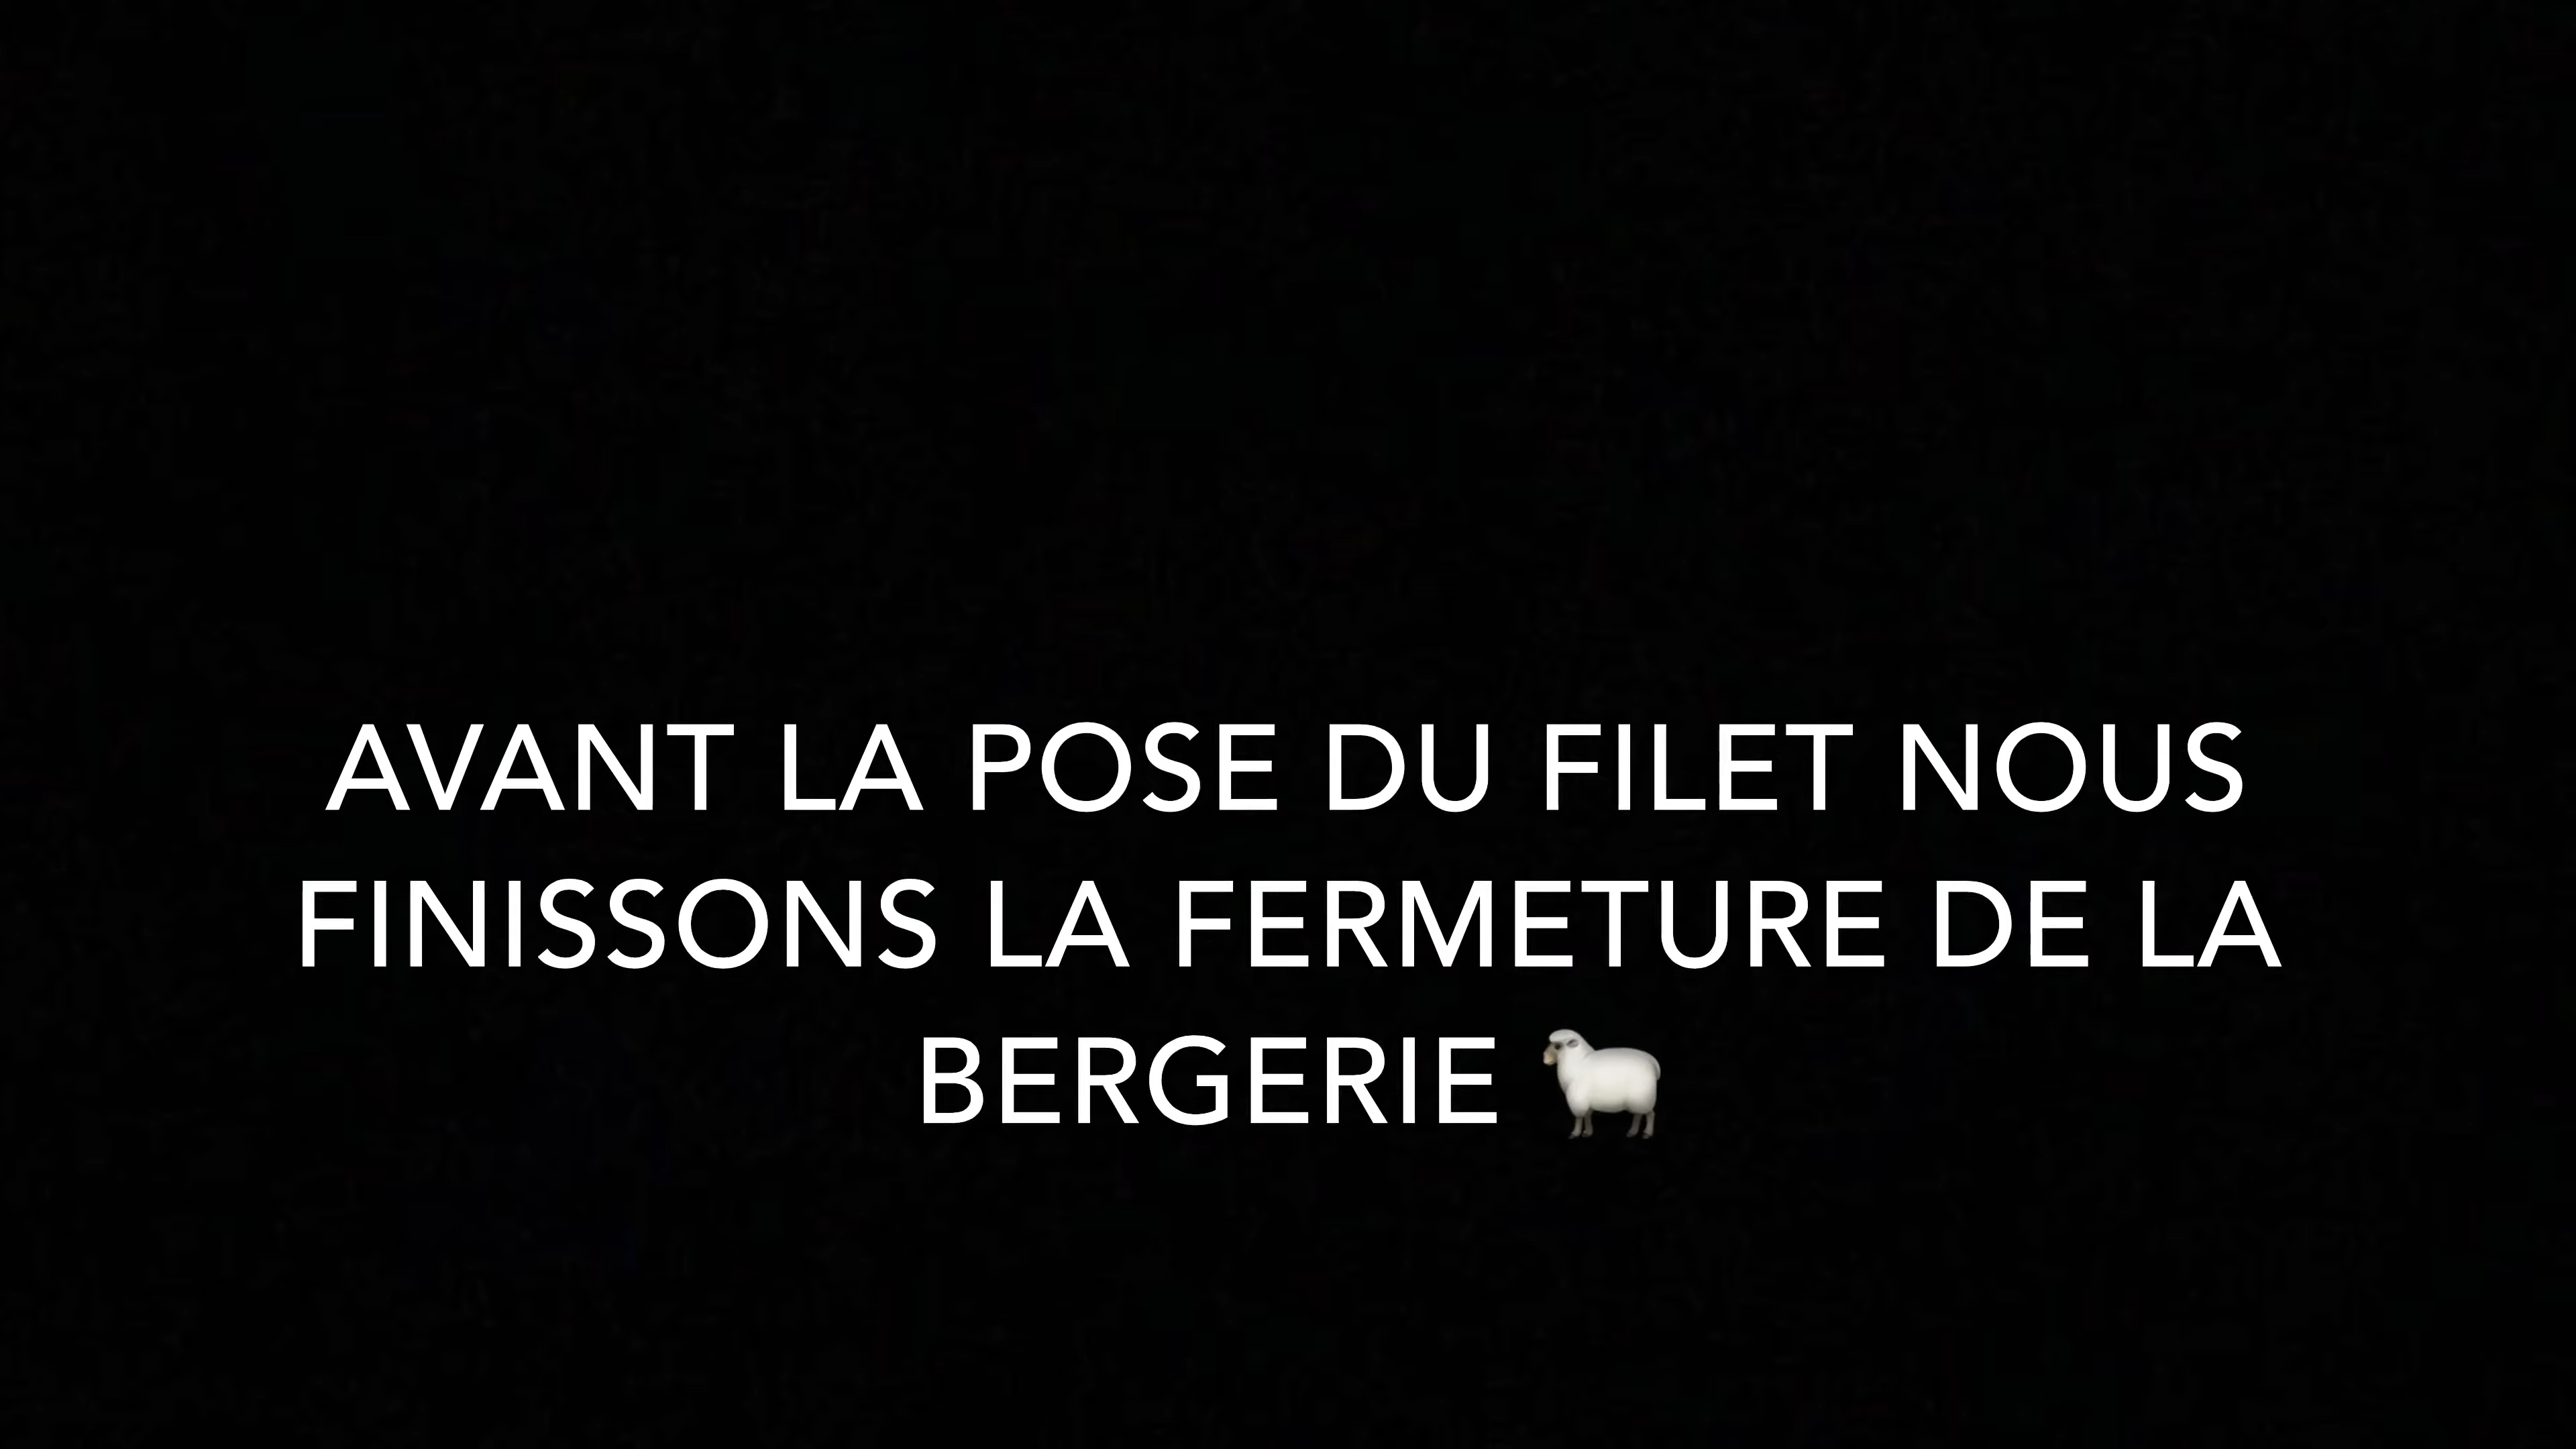 AVANT LA POSE DU FILET NOUS
FINISSONS LA FERMETURE DE LA
BERGERIE 🐑